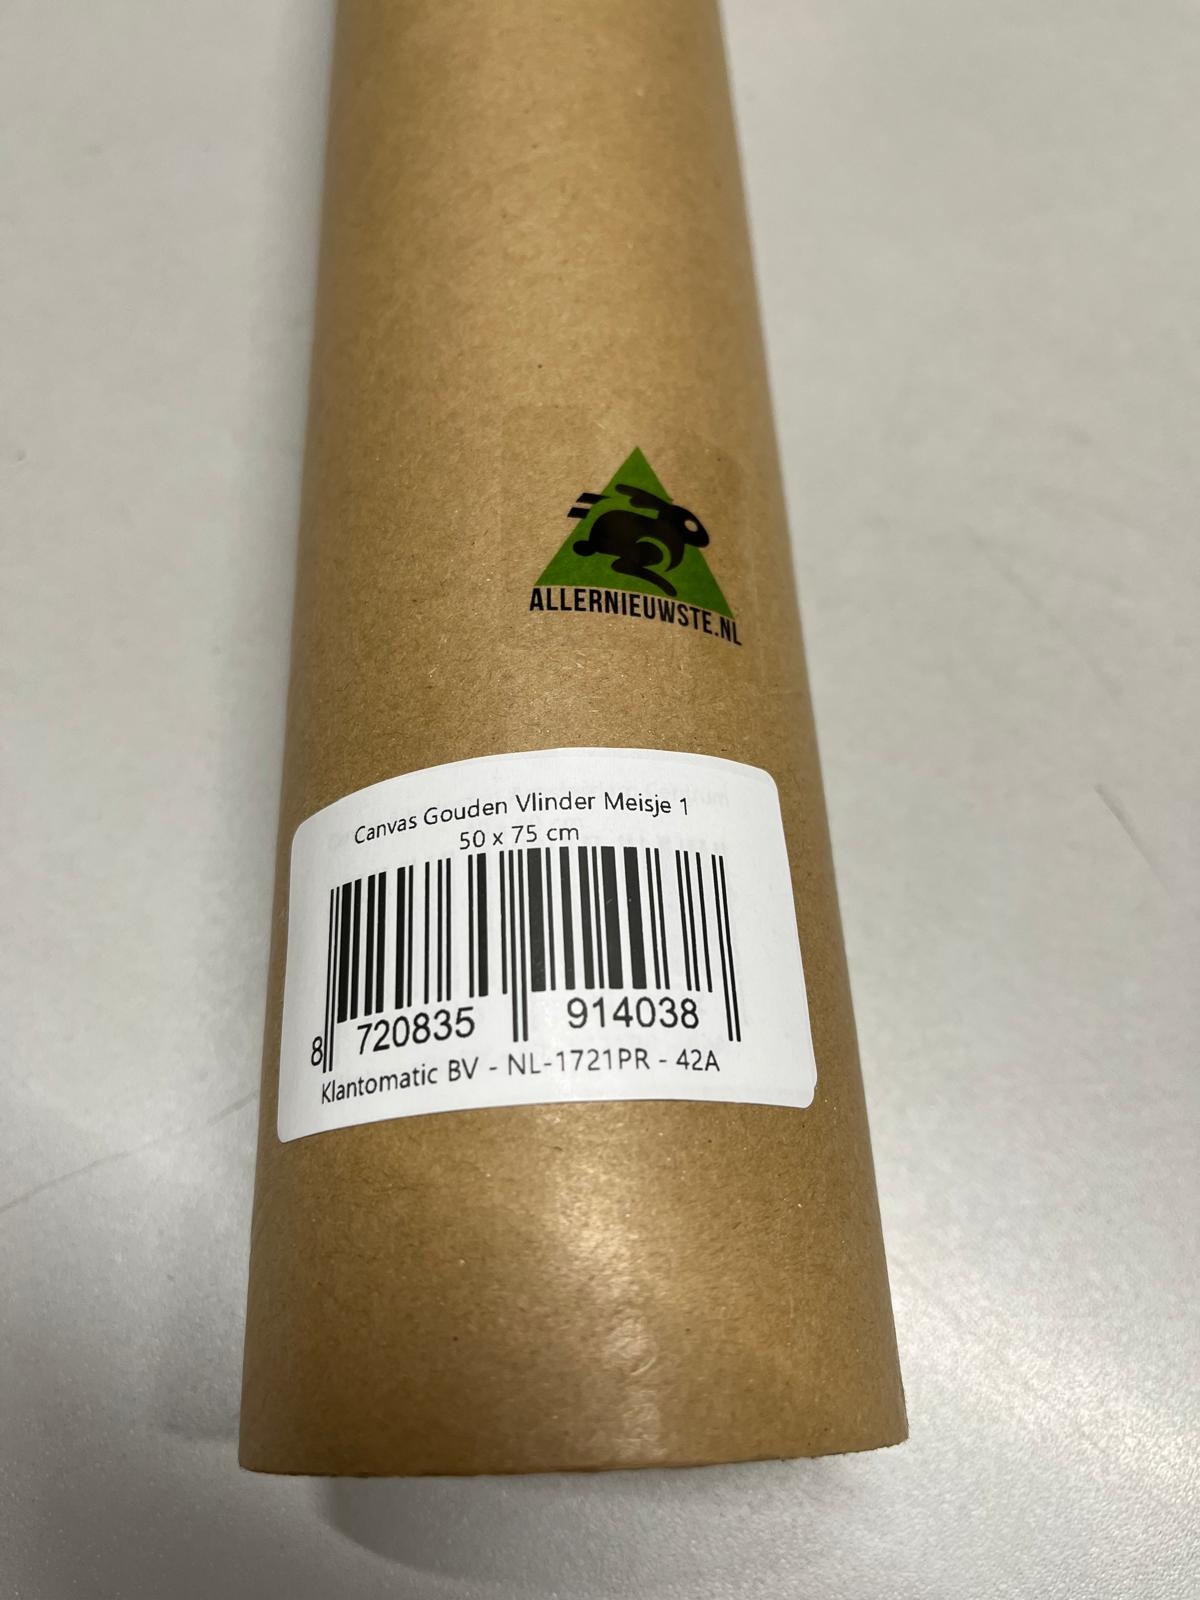 ALLERNIEUWSTE.NL
Canvas Gouden Vlinder Meisje 1
50 x 75 cm
8 720835 914038
Klantomatic BV - NL-1721PR - 42A